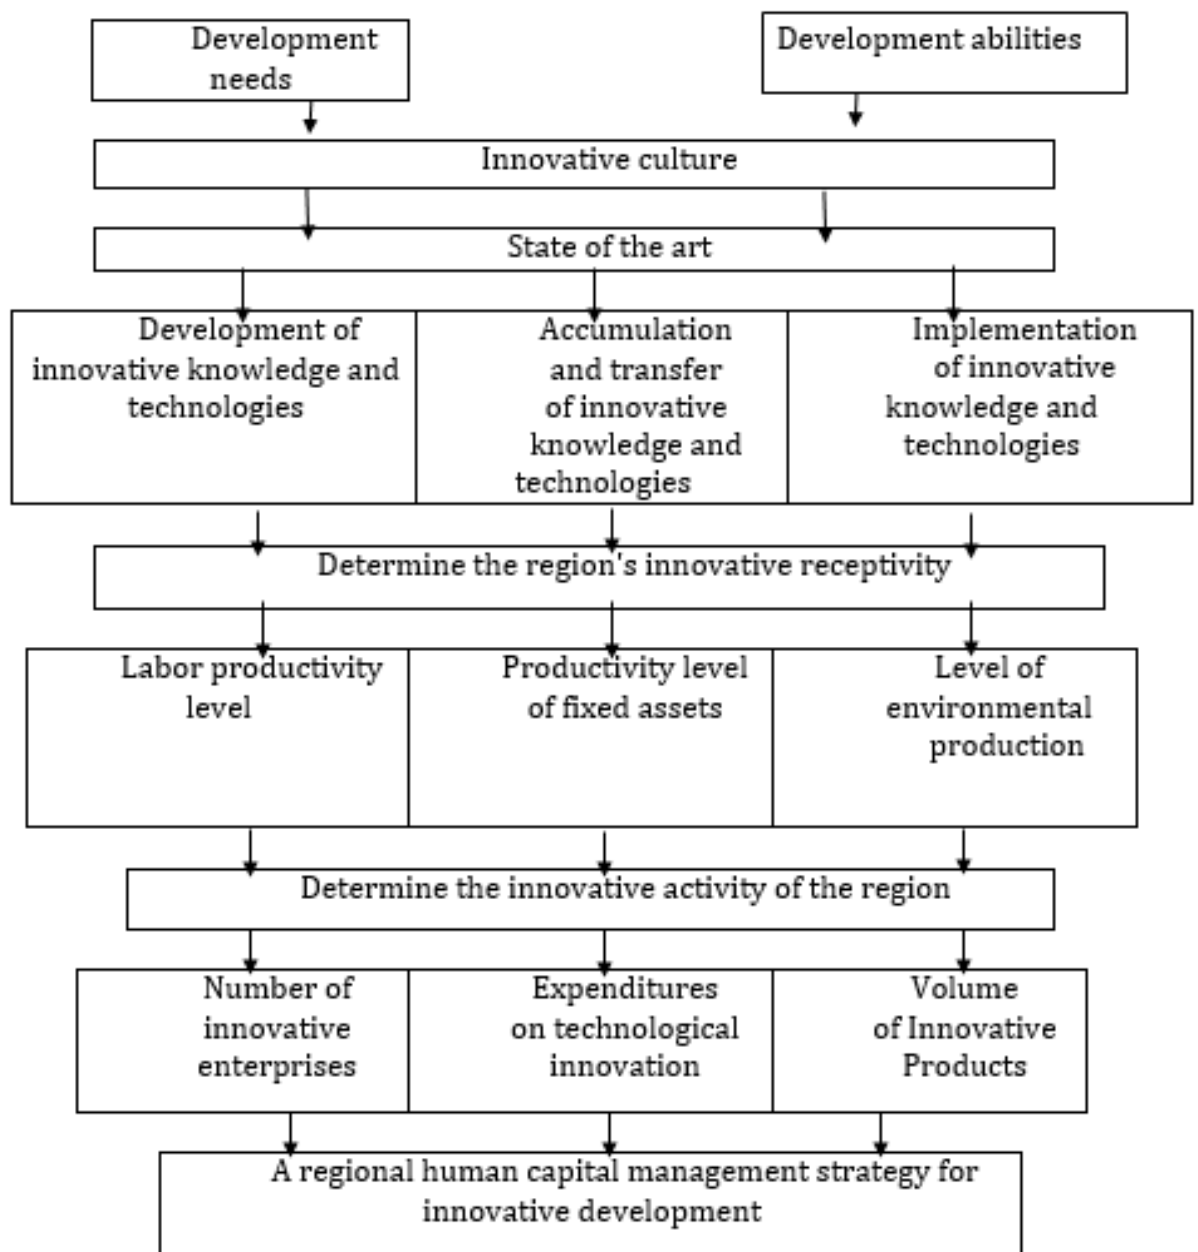 Development
needs
Development abilities
Innovative culture
State of the art
Development of
innovative knowledge and
technologies
Accumulation
and transfer
of innovative
knowledge and
technologies
Implementation
of innovative
knowledge and
technologies
Determine the region's innovative receptivity
Labor productivity
level
Productivity level
of fixed assets
Level of
environmental
production
Determine the innovative activity of the region
Number of
innovative
enterprises
Expenditures
on technological
innovation
Volume
of Innovative
Products
A regional human capital management strategy for
innovative development